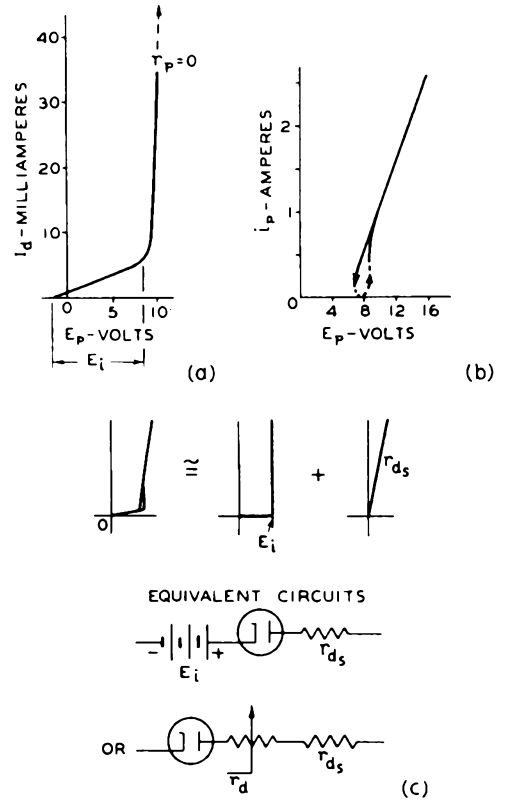 40
30
20
10
I_d-MILLIAMPERES
r_p=0
0 5 10
E_p-VOLTS
E_i
(a)
2
1
0
i_p-AMPERES
4 8 12 16
E_p-VOLTS
(b)
0
≅
E_i
+
r_ds
EQUIVALENT CIRCUITS
- +
E_i
r_ds
OR
r_d
r_ds
(c)